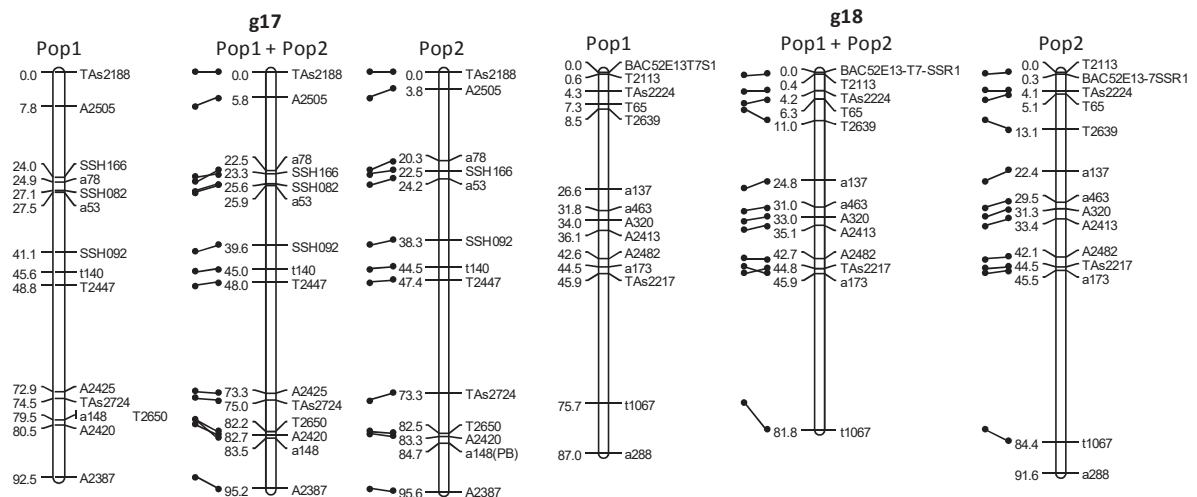 g17
Pop1
Pop1 + Pop2
Pop2
0.0 TAs2188
7.8 A2505
24.0 SSH166
24.9 a78
27.1 SSH082
27.5 a53
41.1 SSH092
45.6 t140
48.8 T2447
72.9 A2425
74.5 TAs2724
79.5 a148 T2650
80.5 A2420
92.5 A2387
0.0 TAs2188
5.8 A2505
22.5 a78
23.3 SSH166
25.6 SSH082
25.9 a53
39.6 SSH092
45.0 t140
48.0 T2447
73.3 A2425
75.0 TAs2724
82.2 T2650
82.7 A2420
83.5 a148
95.2 A2387
0.0 TAs2188
3.8 A2505
20.3 a78
22.5 SSH166
24.2 a53
38.3 SSH092
44.5 t140
47.4 T2447
73.3 TAs2724
82.5 T2650
83.3 A2420
84.7 a148(PB)
95.6 A2387
g18
Pop1
Pop1 + Pop2
Pop2
0.0 BAC52E13T7S1
0.6 T2113
4.3 TAs2224
7.3 T65
8.5 T2639
26.6 a137
31.8 a463
34.0 A320
36.1 A2413
42.6 A2482
44.5 a173
45.9 TAs2217
75.7 t1067
87.0 a288
0.0 BAC52E13-T7-SSR1
0.4 T2113
4.2 TAs2224
6.3 T65
11.0 T2639
24.8 a137
31.0 a463
33.0 A320
35.1 A2413
42.7 A2482
44.8 TAs2217
45.9 a173
81.8 t1067
0.0 T2113
0.3 BAC52E13-7SSR1
4.1 TAs2224
5.1 T65
13.1 T2639
22.4 a137
29.5 a463
31.3 A320
33.4 A2413
42.1 A2482
44.5 TAs2217
45.5 a173
84.4 t1067
91.6 a288